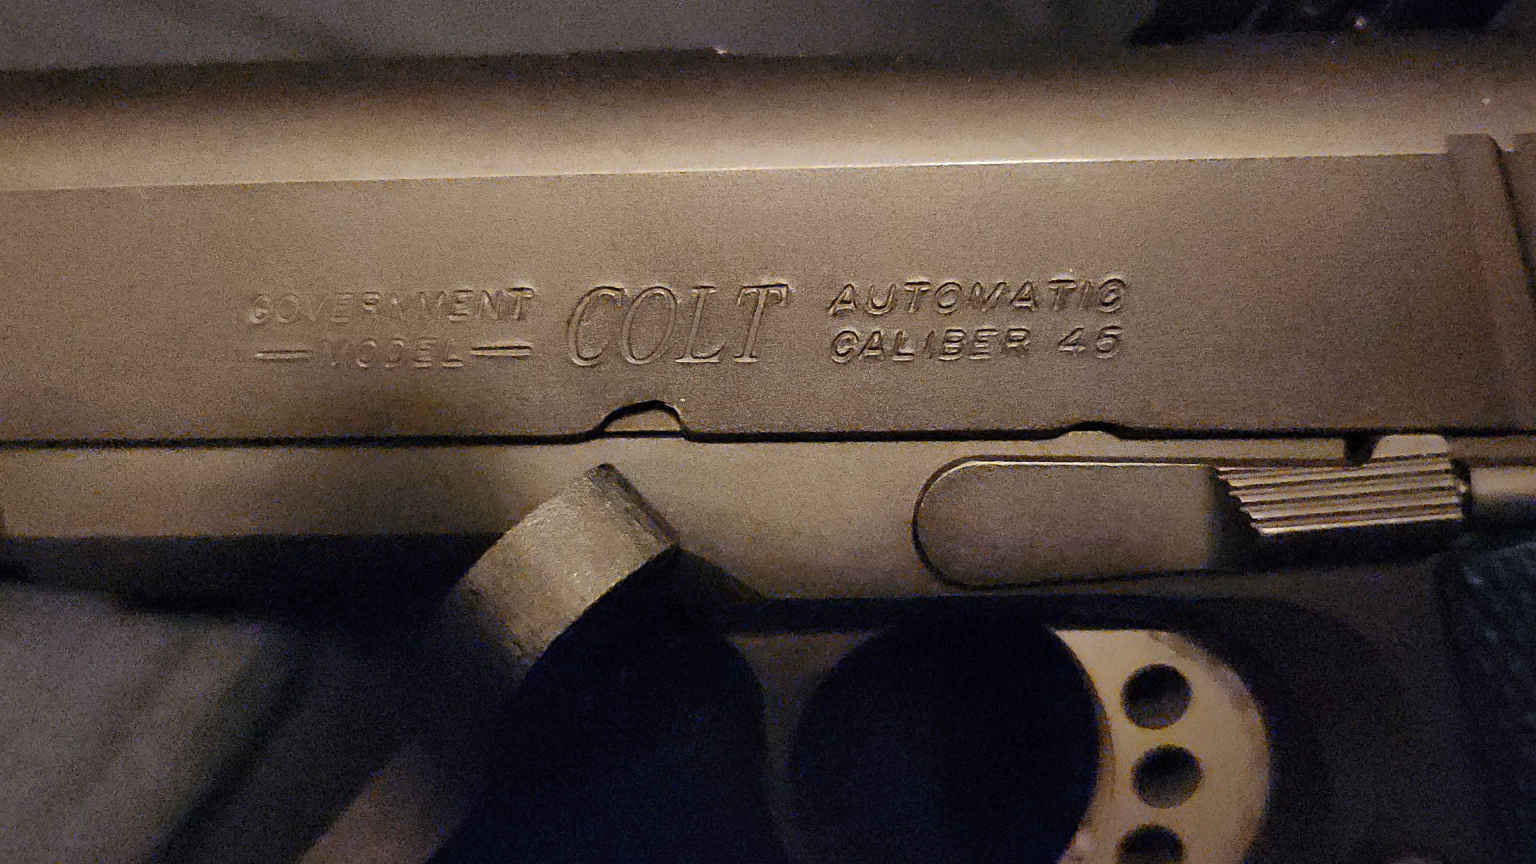 GOVERNMENT
—MODEL—
COLT
AUTOMATIC
CALIBER 45